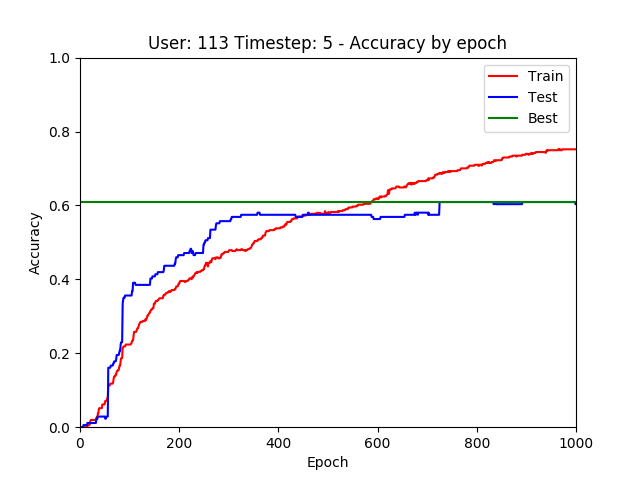 User: 113 Timestep: 5 - Accuracy by epoch
1.0
Train
Test
Best
0.8
0.6
0.4
0.2
0.0
Accuracy
0 200 400 600 800 1000
Epoch